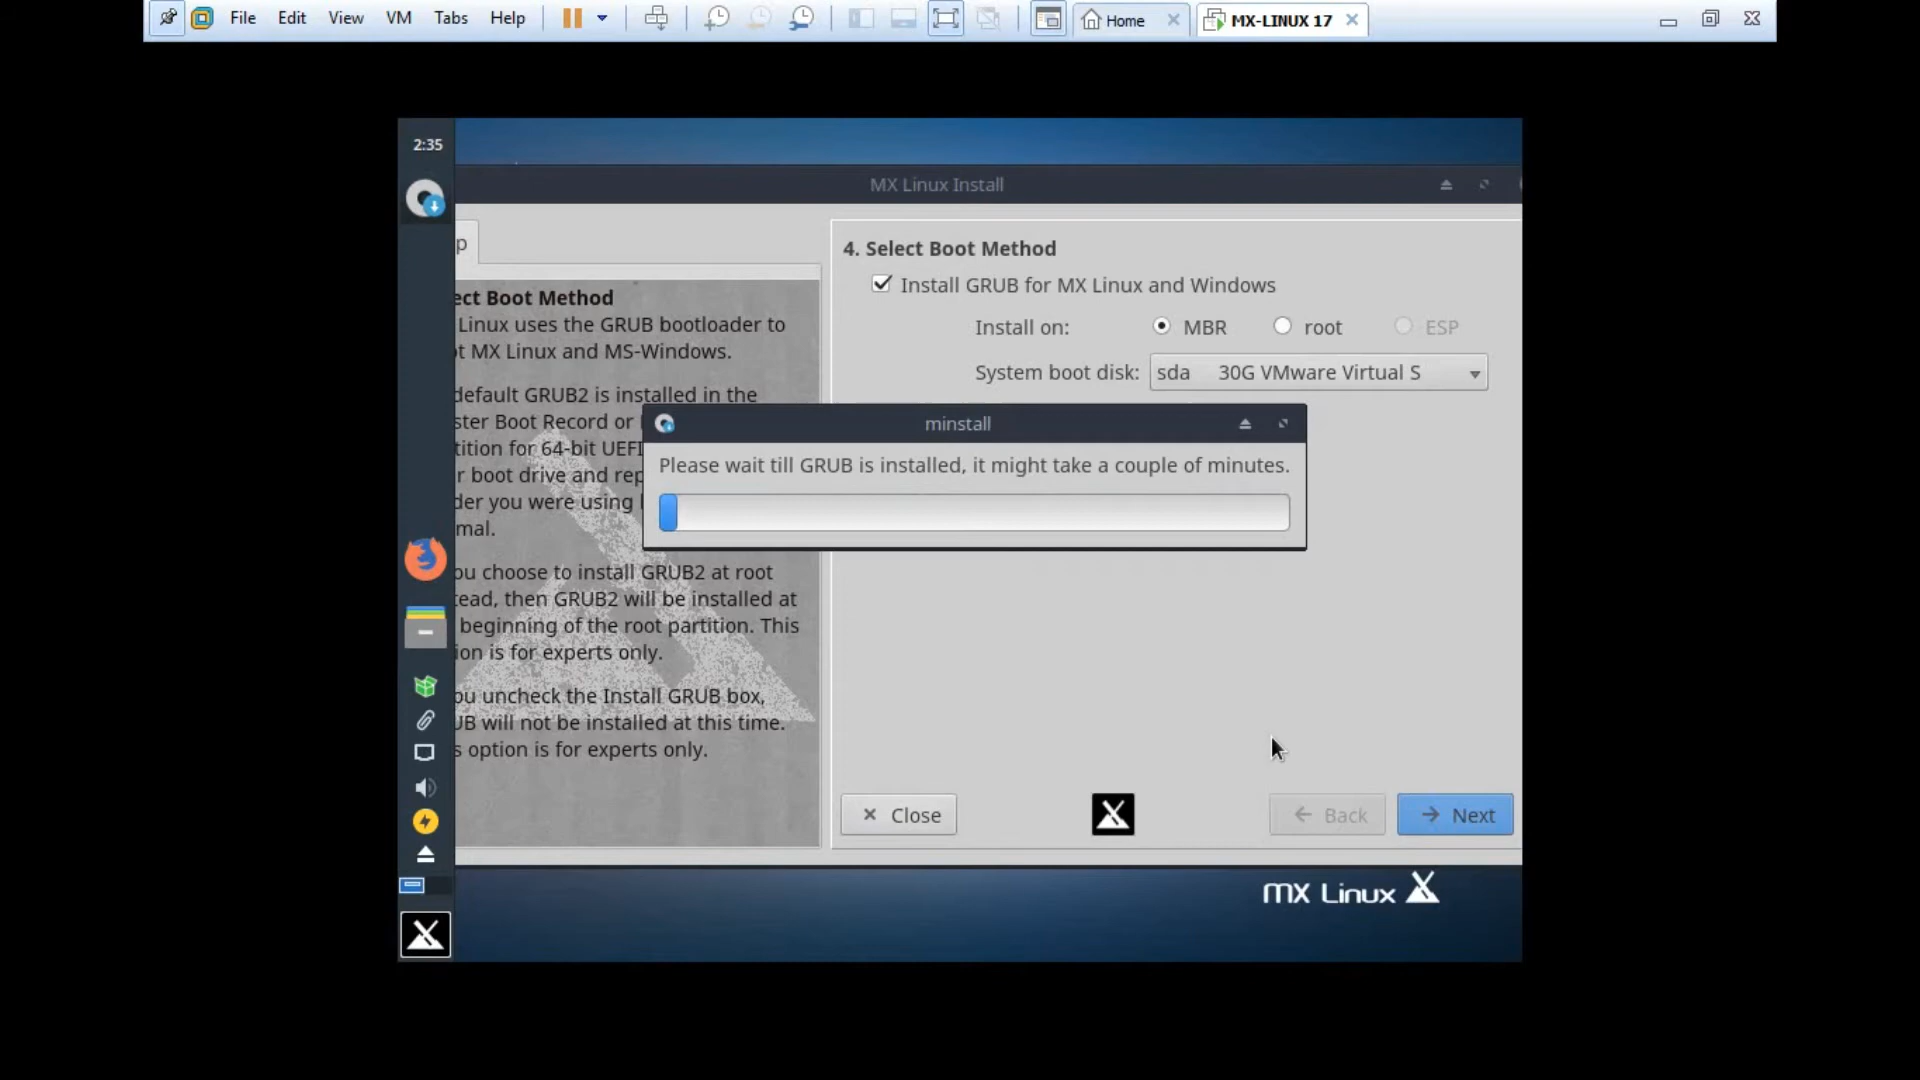 File Edit View VM Tabs Help Home MX-LINUX 17
2:35
MX Linux Install
p
ect Boot Method
Linux uses the GRUB bootloader to
t MX Linux and MS-Windows.
default GRUB2 is installed in the
ster Boot Record or
tition for 64-bit UEFI
r boot drive and rep
der you were using
mal.
ou choose to install GRUB2 at root
tead, then GRUB2 will be installed at
beginning of the root partition. This
ion is for experts only.
ou uncheck the Install GRUB box,
UB will not be installed at this time.
s option is for experts only.
4. Select Boot Method
Install GRUB for MX Linux and Windows
Install on: MBR root ESP
System boot disk: sda 30G VMware Virtual S
minstall
Please wait till GRUB is installed, it might take a couple of minutes.
Close Back Next
MX Linux